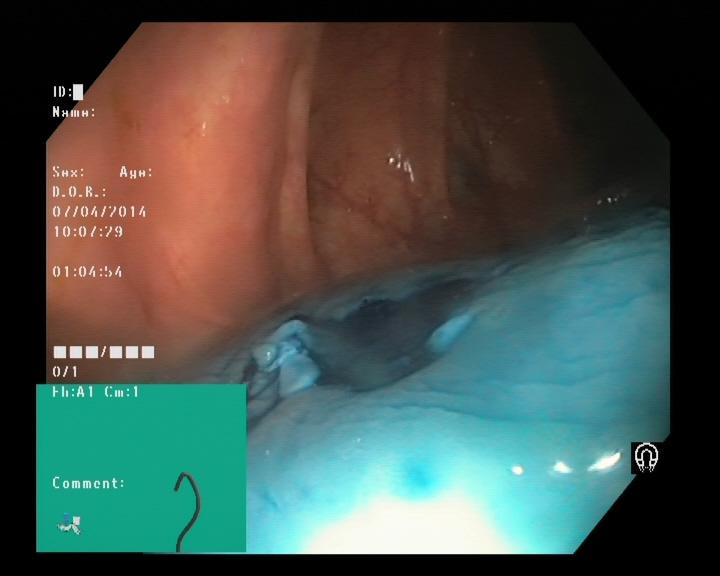 ID:
Name:
Sex: Age:
D.O.B.:
07/04/2014
10:07:29
01:04:54
■■■/■■■
0/1
Eh:A1 Cm:1
Comment: